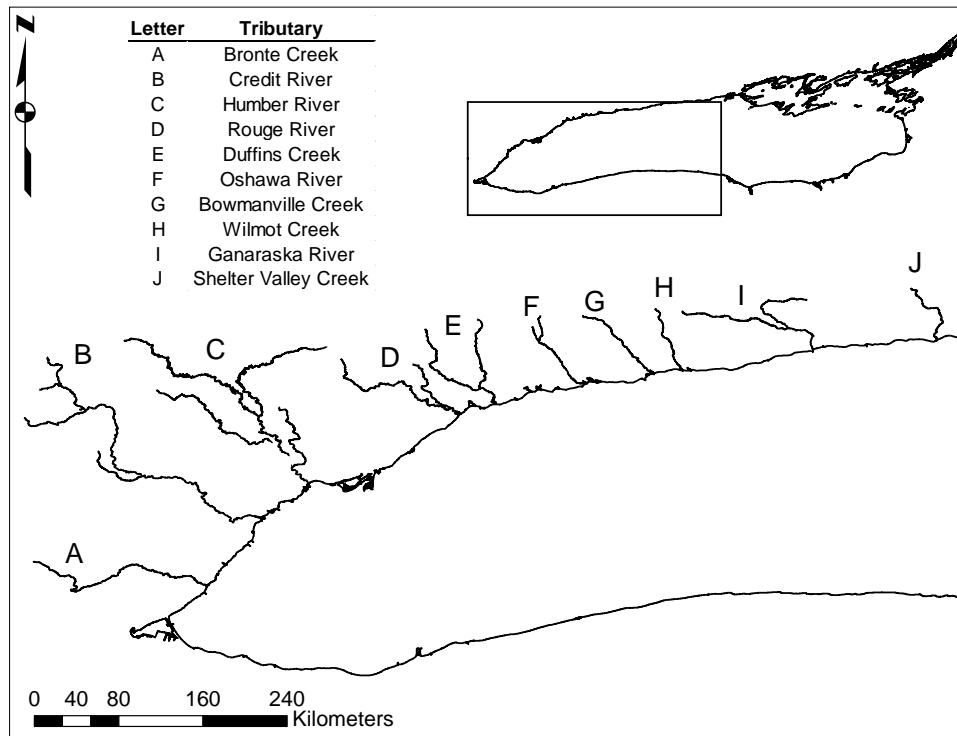 Letter Tributary
A Bronte Creek
B Credit River
C Humber River
D Rouge River
E Duffins Creek
F Oshawa River
G Bowmanville Creek
H Wilmot Creek
I Ganaraska River
J Shelter Valley Creek
N
J
I
H
G
F
E
D
C
B
A
0 40 80 160 240
Kilometers